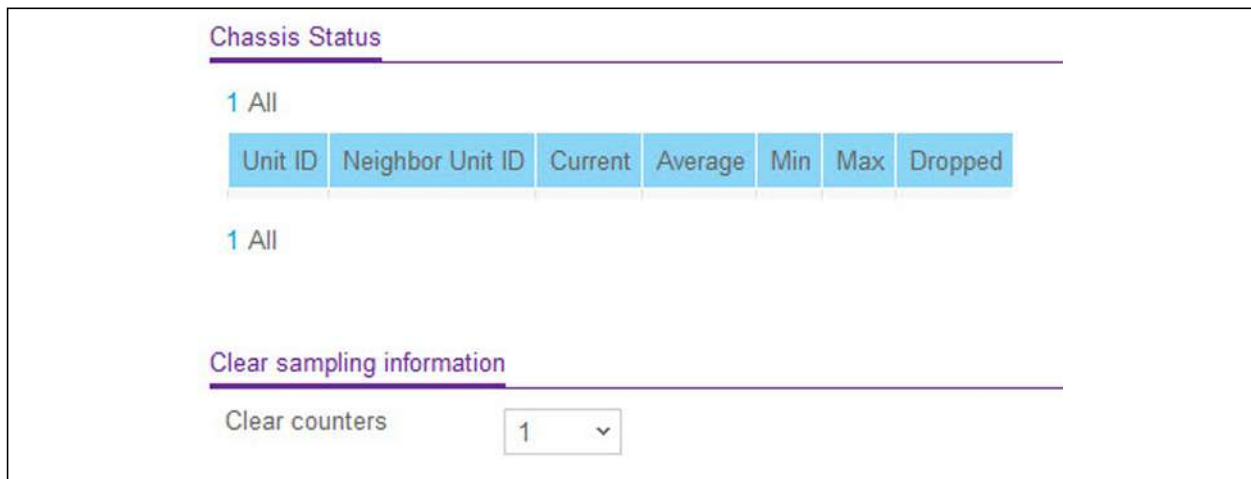 Chassis Status
1 All
Unit ID Neighbor Unit ID Current Average Min Max Dropped
1 All
Clear sampling information
Clear counters 1